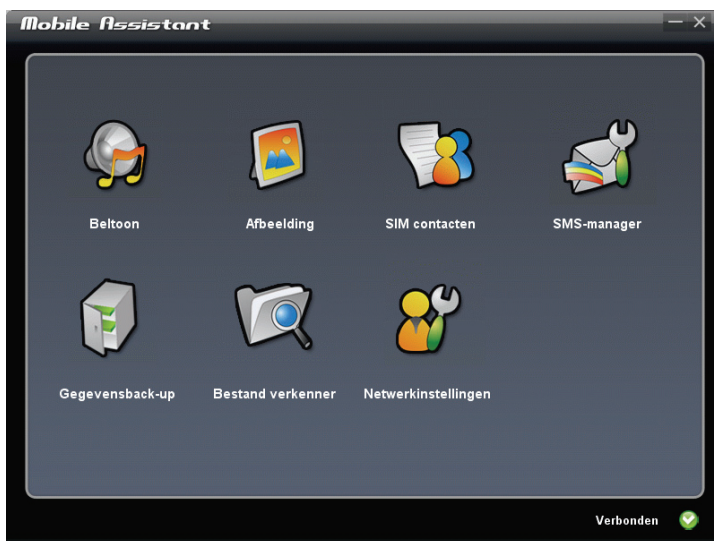 Mobile Assistant
Beltoon
Afbeelding
SIM contacten
SMS-manager
Gegevensback-up
Bestand verkenner
Netwerkinstellingen
Verbonden